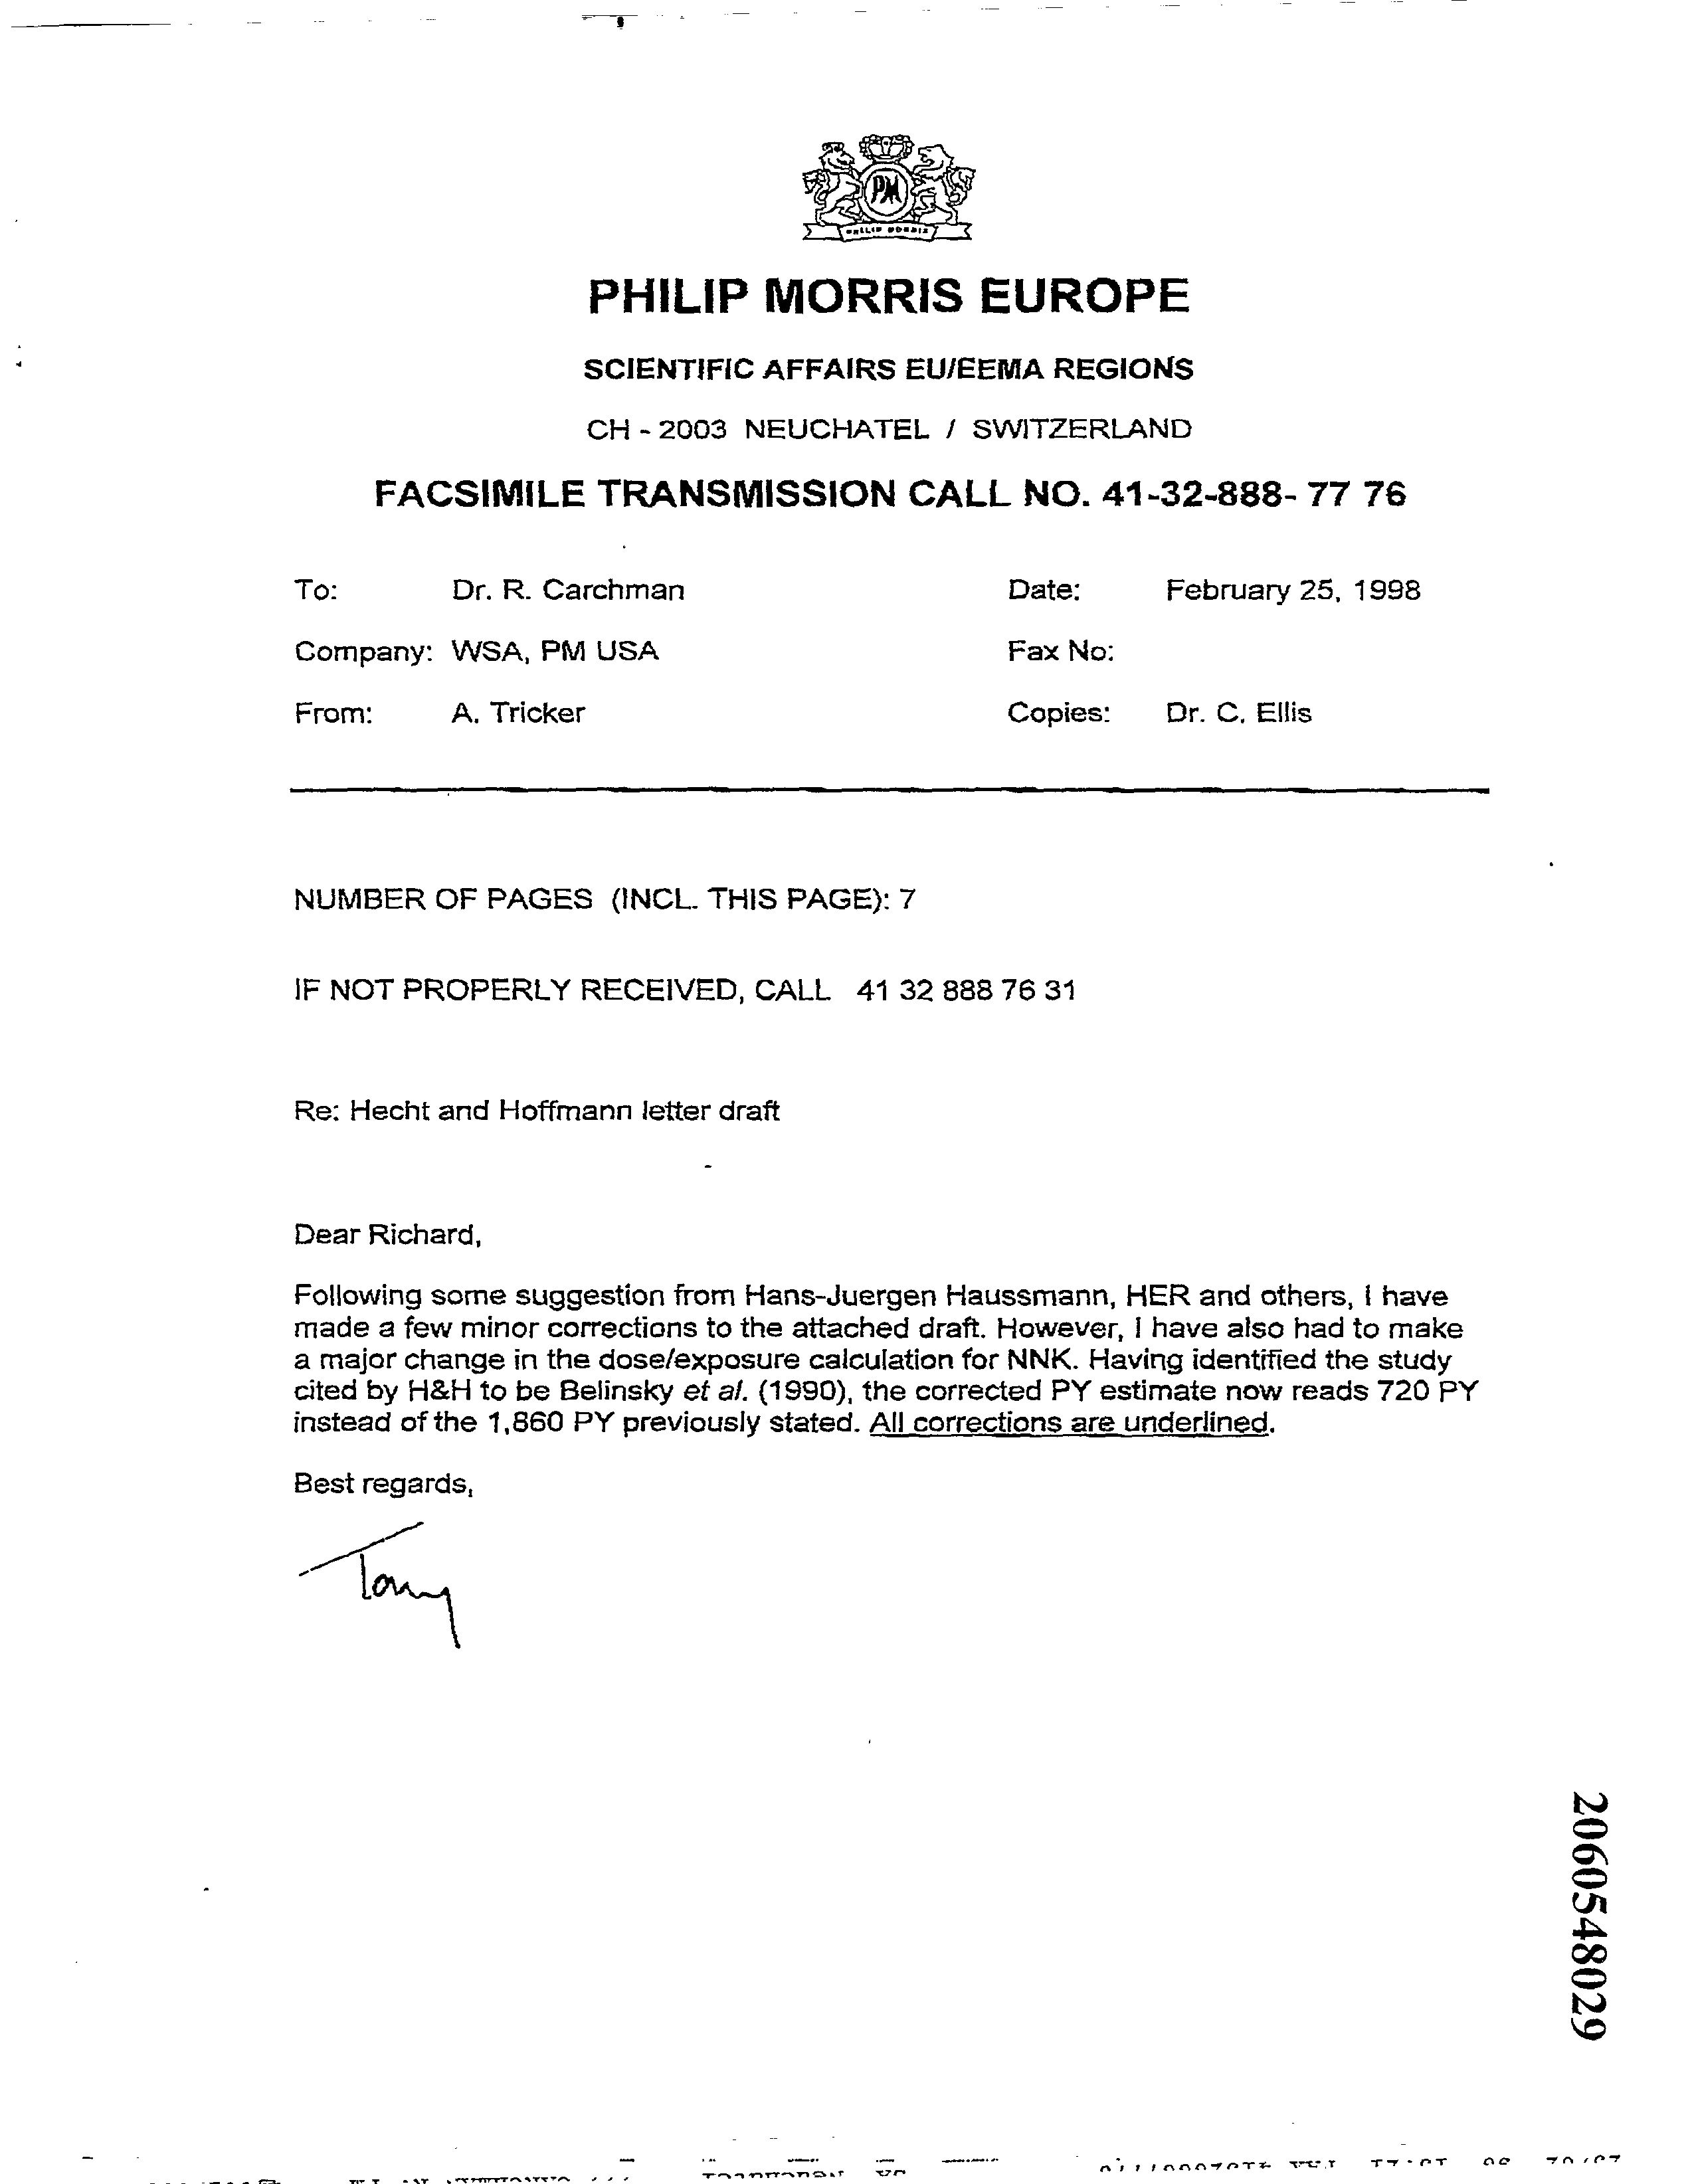 PM
PHILIP MORRIS
PHILIP MORRIS EUROPE
SCIENTIFIC AFFAIRS EU/EEMA REGIONS
CH - 2003 NEUCHATEL / SWITZERLAND
FACSIMILE TRANSMISSION CALL NO. 41-32-888- 77 76
To: Dr. R. Carchman Date: February 25, 1998
Company: WSA, PM USA Fax No:
From: A. Tricker Copies: Dr. C. Ellis
NUMBER OF PAGES (INCL. THIS PAGE): 7
IF NOT PROPERLY RECEIVED, CALL 41 32 888 76 31
Re: Hecht and Hoffmann letter draft
Dear Richard,
Following some suggestion from Hans-Juergen Haussmann, HER and others, I have
made a few minor corrections to the attached draft. However, I have also had to make
a major change in the dose/exposure calculation for NNK. Having identified the study
cited by H&H to be Belinsky et al. (1990), the corrected PY estimate now reads 720 PY
instead of the 1,860 PY previously stated. All corrections are underlined.
Best regards,
Tony
2060548029